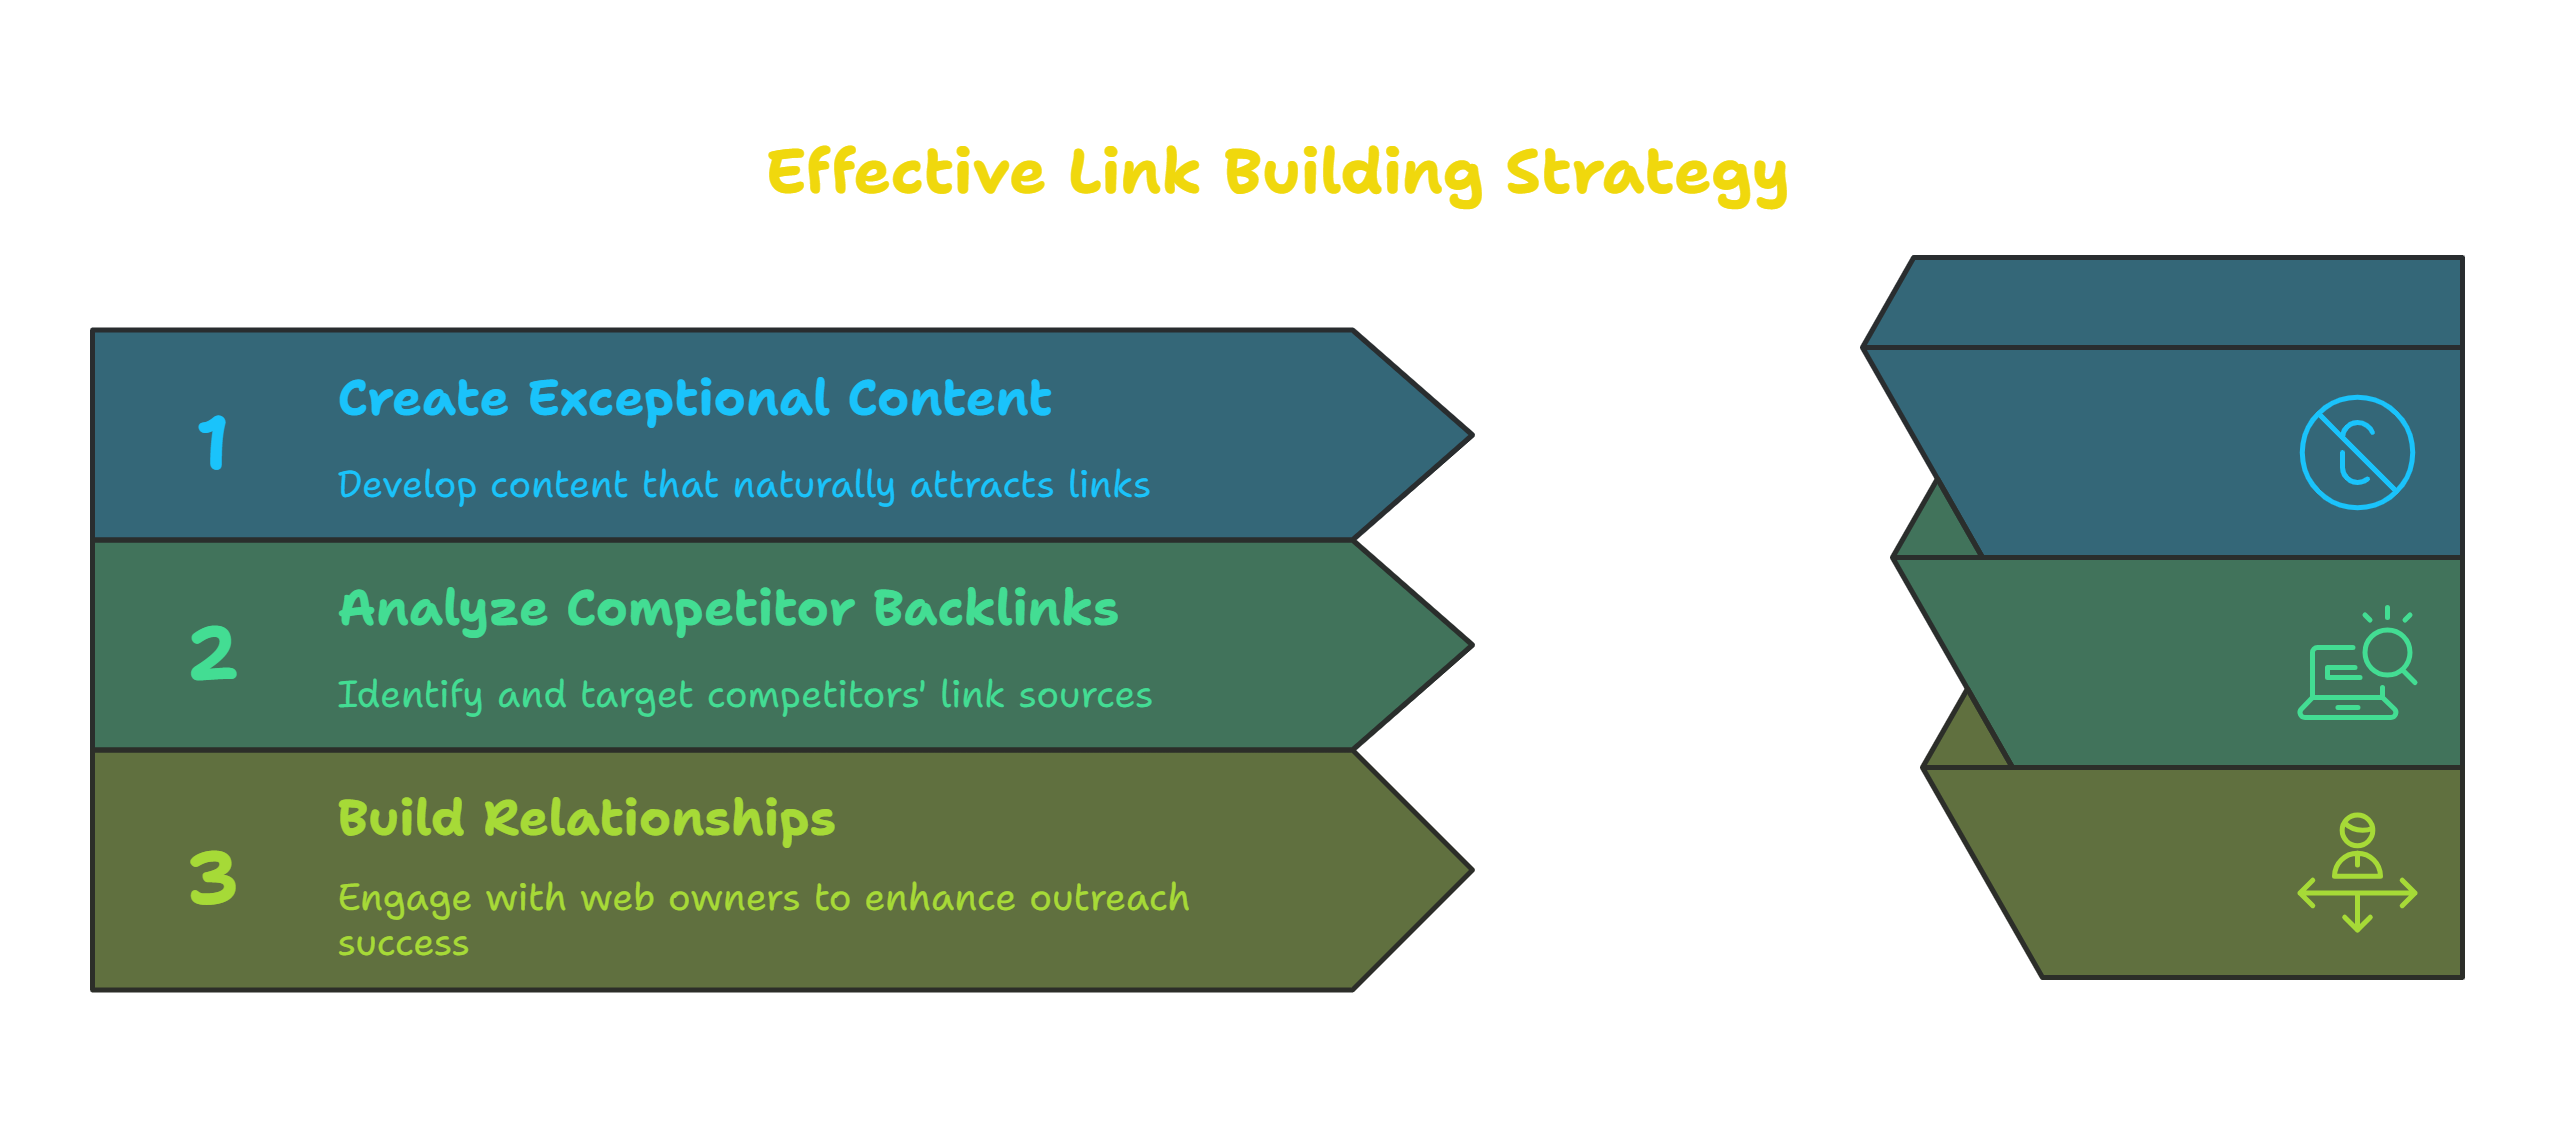 Effective Link Building Strategy
1
Create Exceptional Content
Develop content that naturally attracts links
2
Analyze Competitor Backlinks
Identify and target competitors' link sources
3
Build Relationships
Engage with web owners to enhance outreach
success